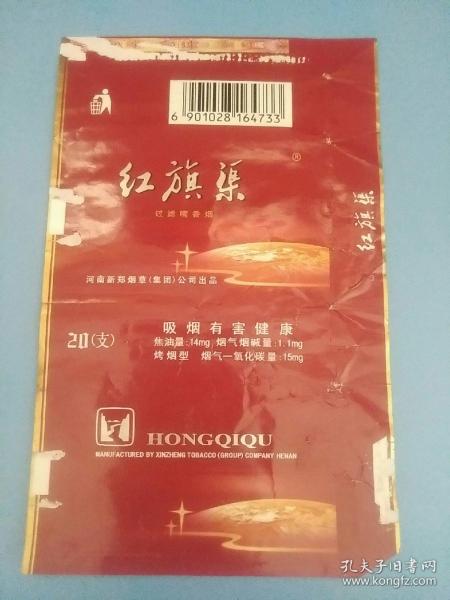 6 901028 164733
红旗渠
®
过滤嘴香烟
红旗渠
河南新郑烟草(集团)公司出品
20(支)
吸烟有害健康
焦油量:14mg 烟气烟碱量:1.1mg
烤烟型 烟气一氧化碳量:15mg
HONGQIQU
MANUFACTURED BY XINZHENG TOBACCO (GROUP) COMPANY HENAN
孔夫子旧书网
www.kongfz.com